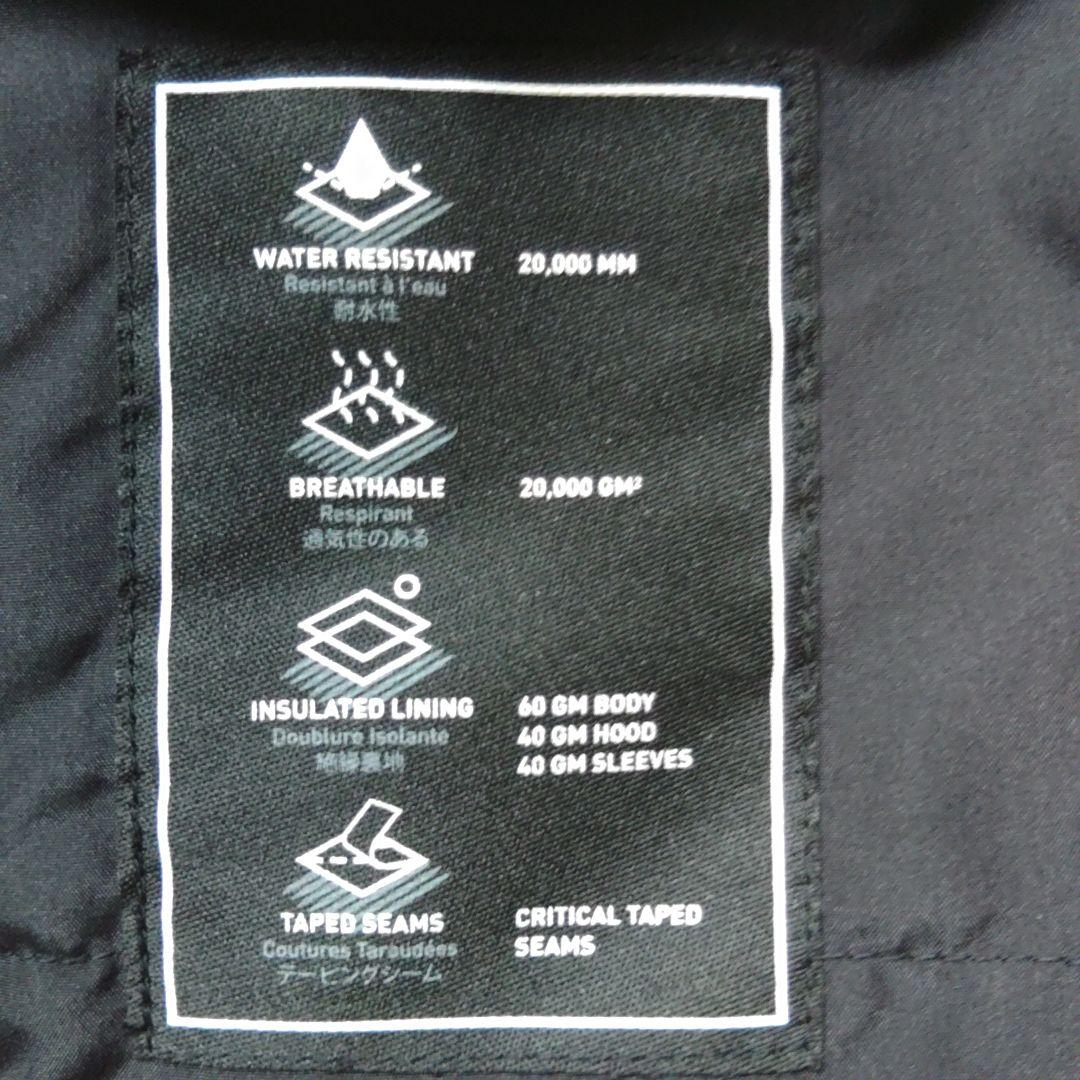 WATER RESISTANT 20,000 MM
Resistant à l'eau
耐水性
BREATHABLE 20,000 GM²
Respirant
通気性のある
INSULATED LINING 60 GM BODY
Doublure Isolante 40 GM HOOD
絶縁裏地 40 GM SLEEVES
TAPED SEAMS CRITICAL TAPED
Coutures Taraudées SEAMS
テーピングシーム